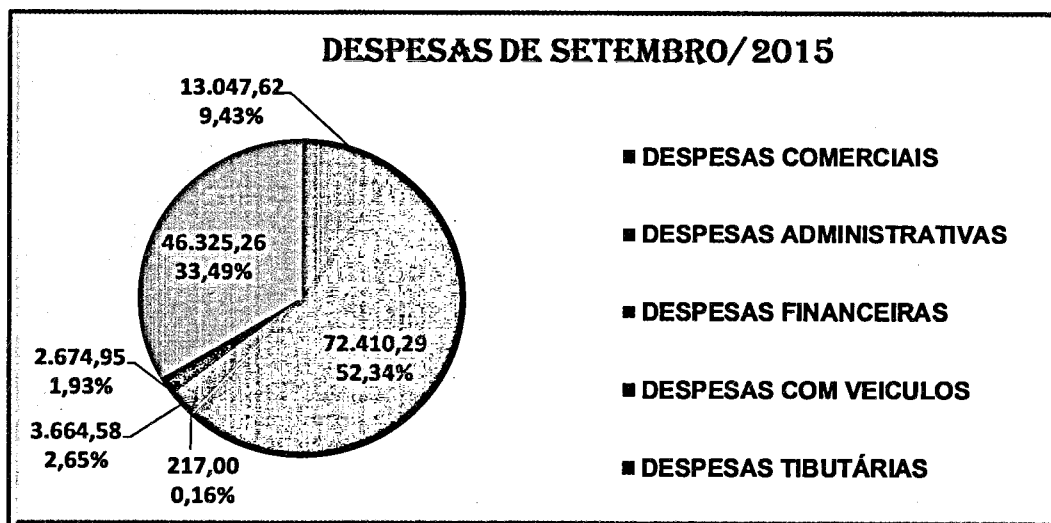 DESPESAS DE SETEMBRO/2015
13.047,62
9,43%
46.325,26
33,49%
72.410,29
52,34%
2.674,95
1,93%
3.664,58
2,65%
217,00
0,16%
DESPESAS COMERCIAIS
DESPESAS ADMINISTRATIVAS
DESPESAS FINANCEIRAS
DESPESAS COM VEICULOS
DESPESAS TIBUTÁRIAS